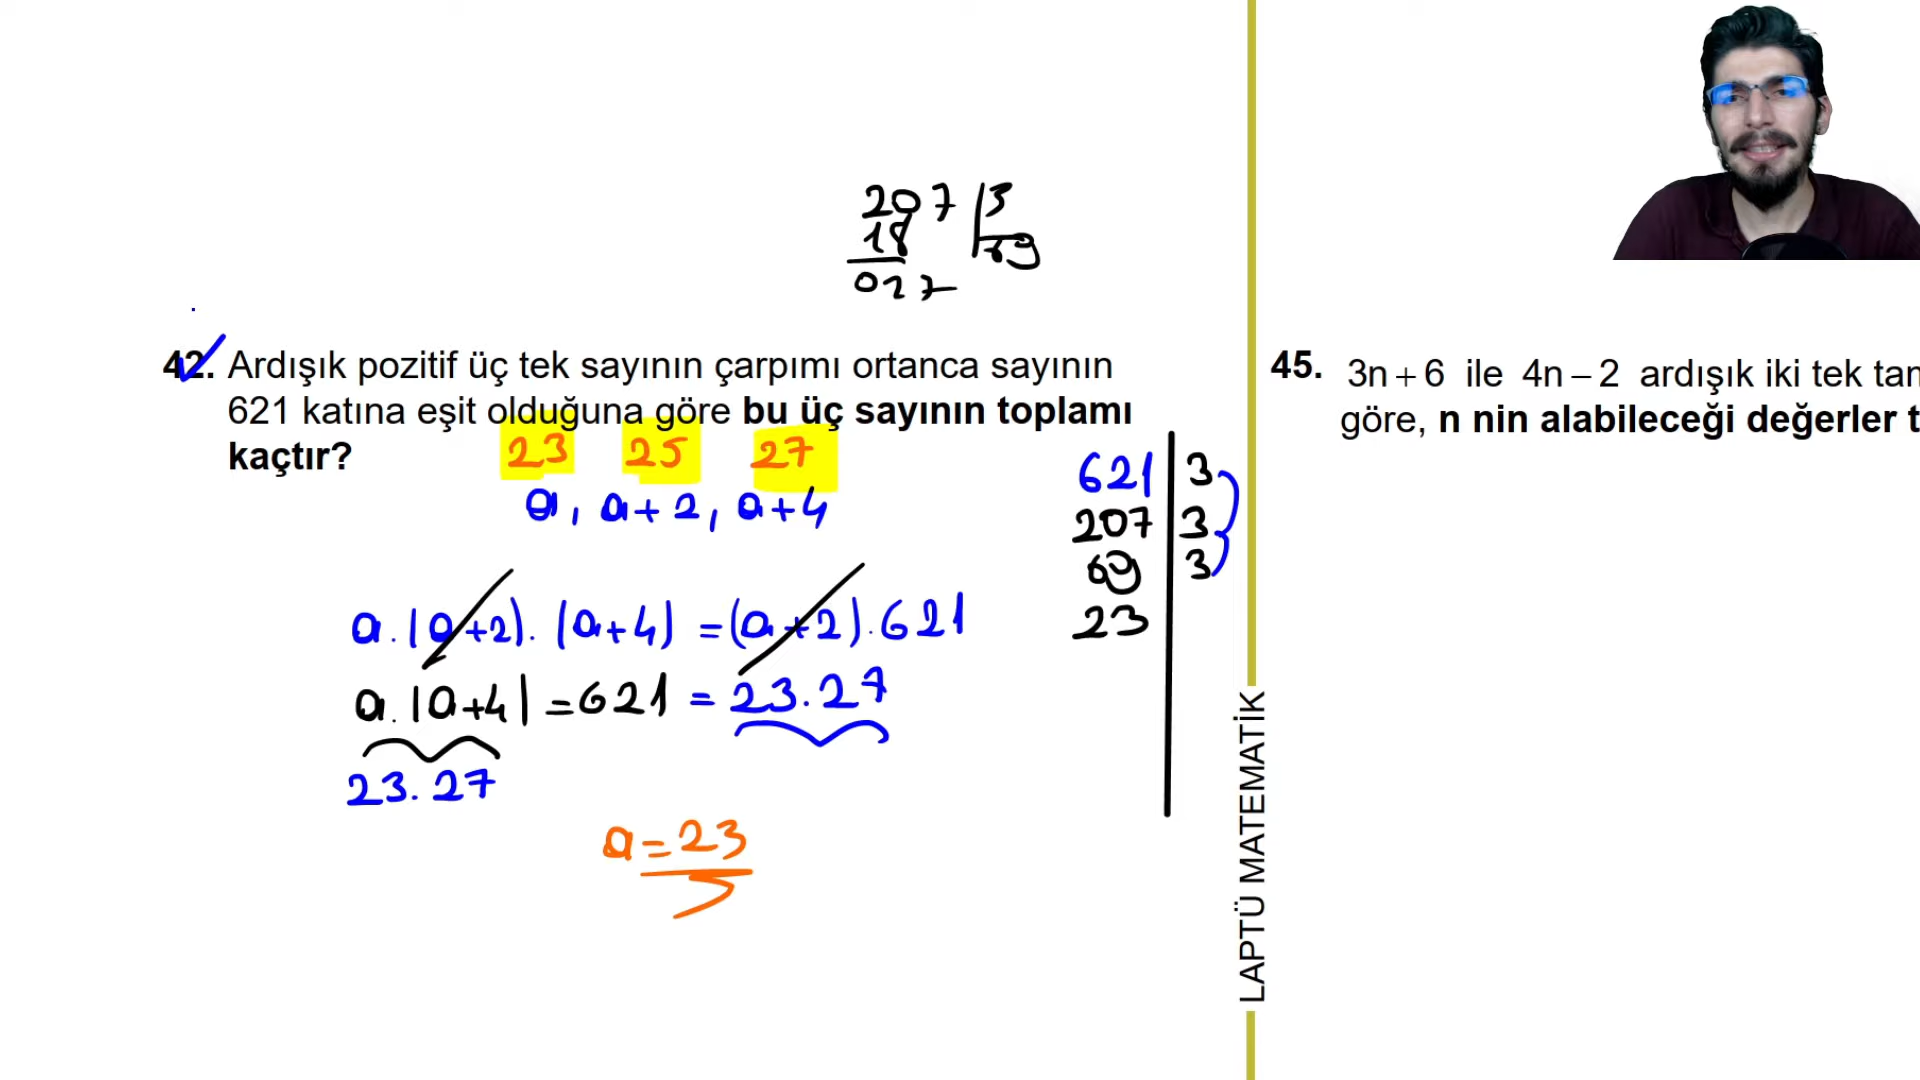 207 | 3
18 69
027
42. Ardışık pozitif üç tek sayının çarpımı ortanca sayının
621 katına eşit olduğuna göre bu üç sayının toplamı
kaçtır?
23 25 27
a, a+2, a+4
a.(a+2).(a+4) = (a+2).621
a.(a+4) = 621 = 23.27
23.27
a = 23
621 | 3
207 | 3
69 | 3
23
LAPTÜ MATEMATİK
45. 3n + 6 ile 4n – 2 ardışık iki tek tam
göre, n nin alabileceği değerler t